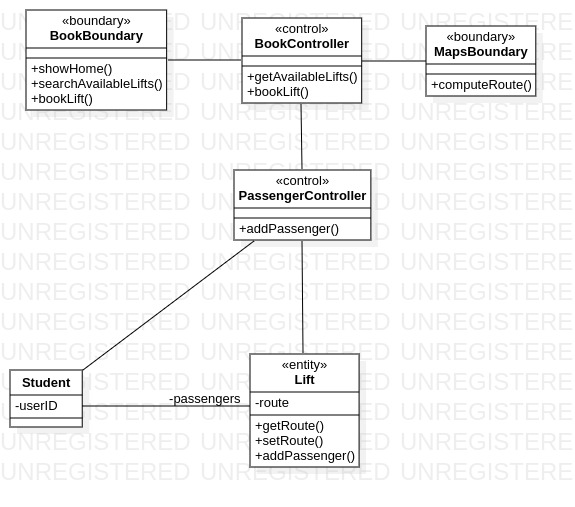 «boundary»
BookBoundary
+showHome()
+searchAvailableLifts()
+bookLift()
«control»
BookController
+getAvailableLifts()
+bookLift()
«boundary»
MapsBoundary
+computeRoute()
«control»
PassengerController
+addPassenger()
Student
-userID
-passengers
«entity»
Lift
-route
+getRoute()
+setRoute()
+addPassenger()
UNREGISTERED UNREGISTERED UNREGISTERED